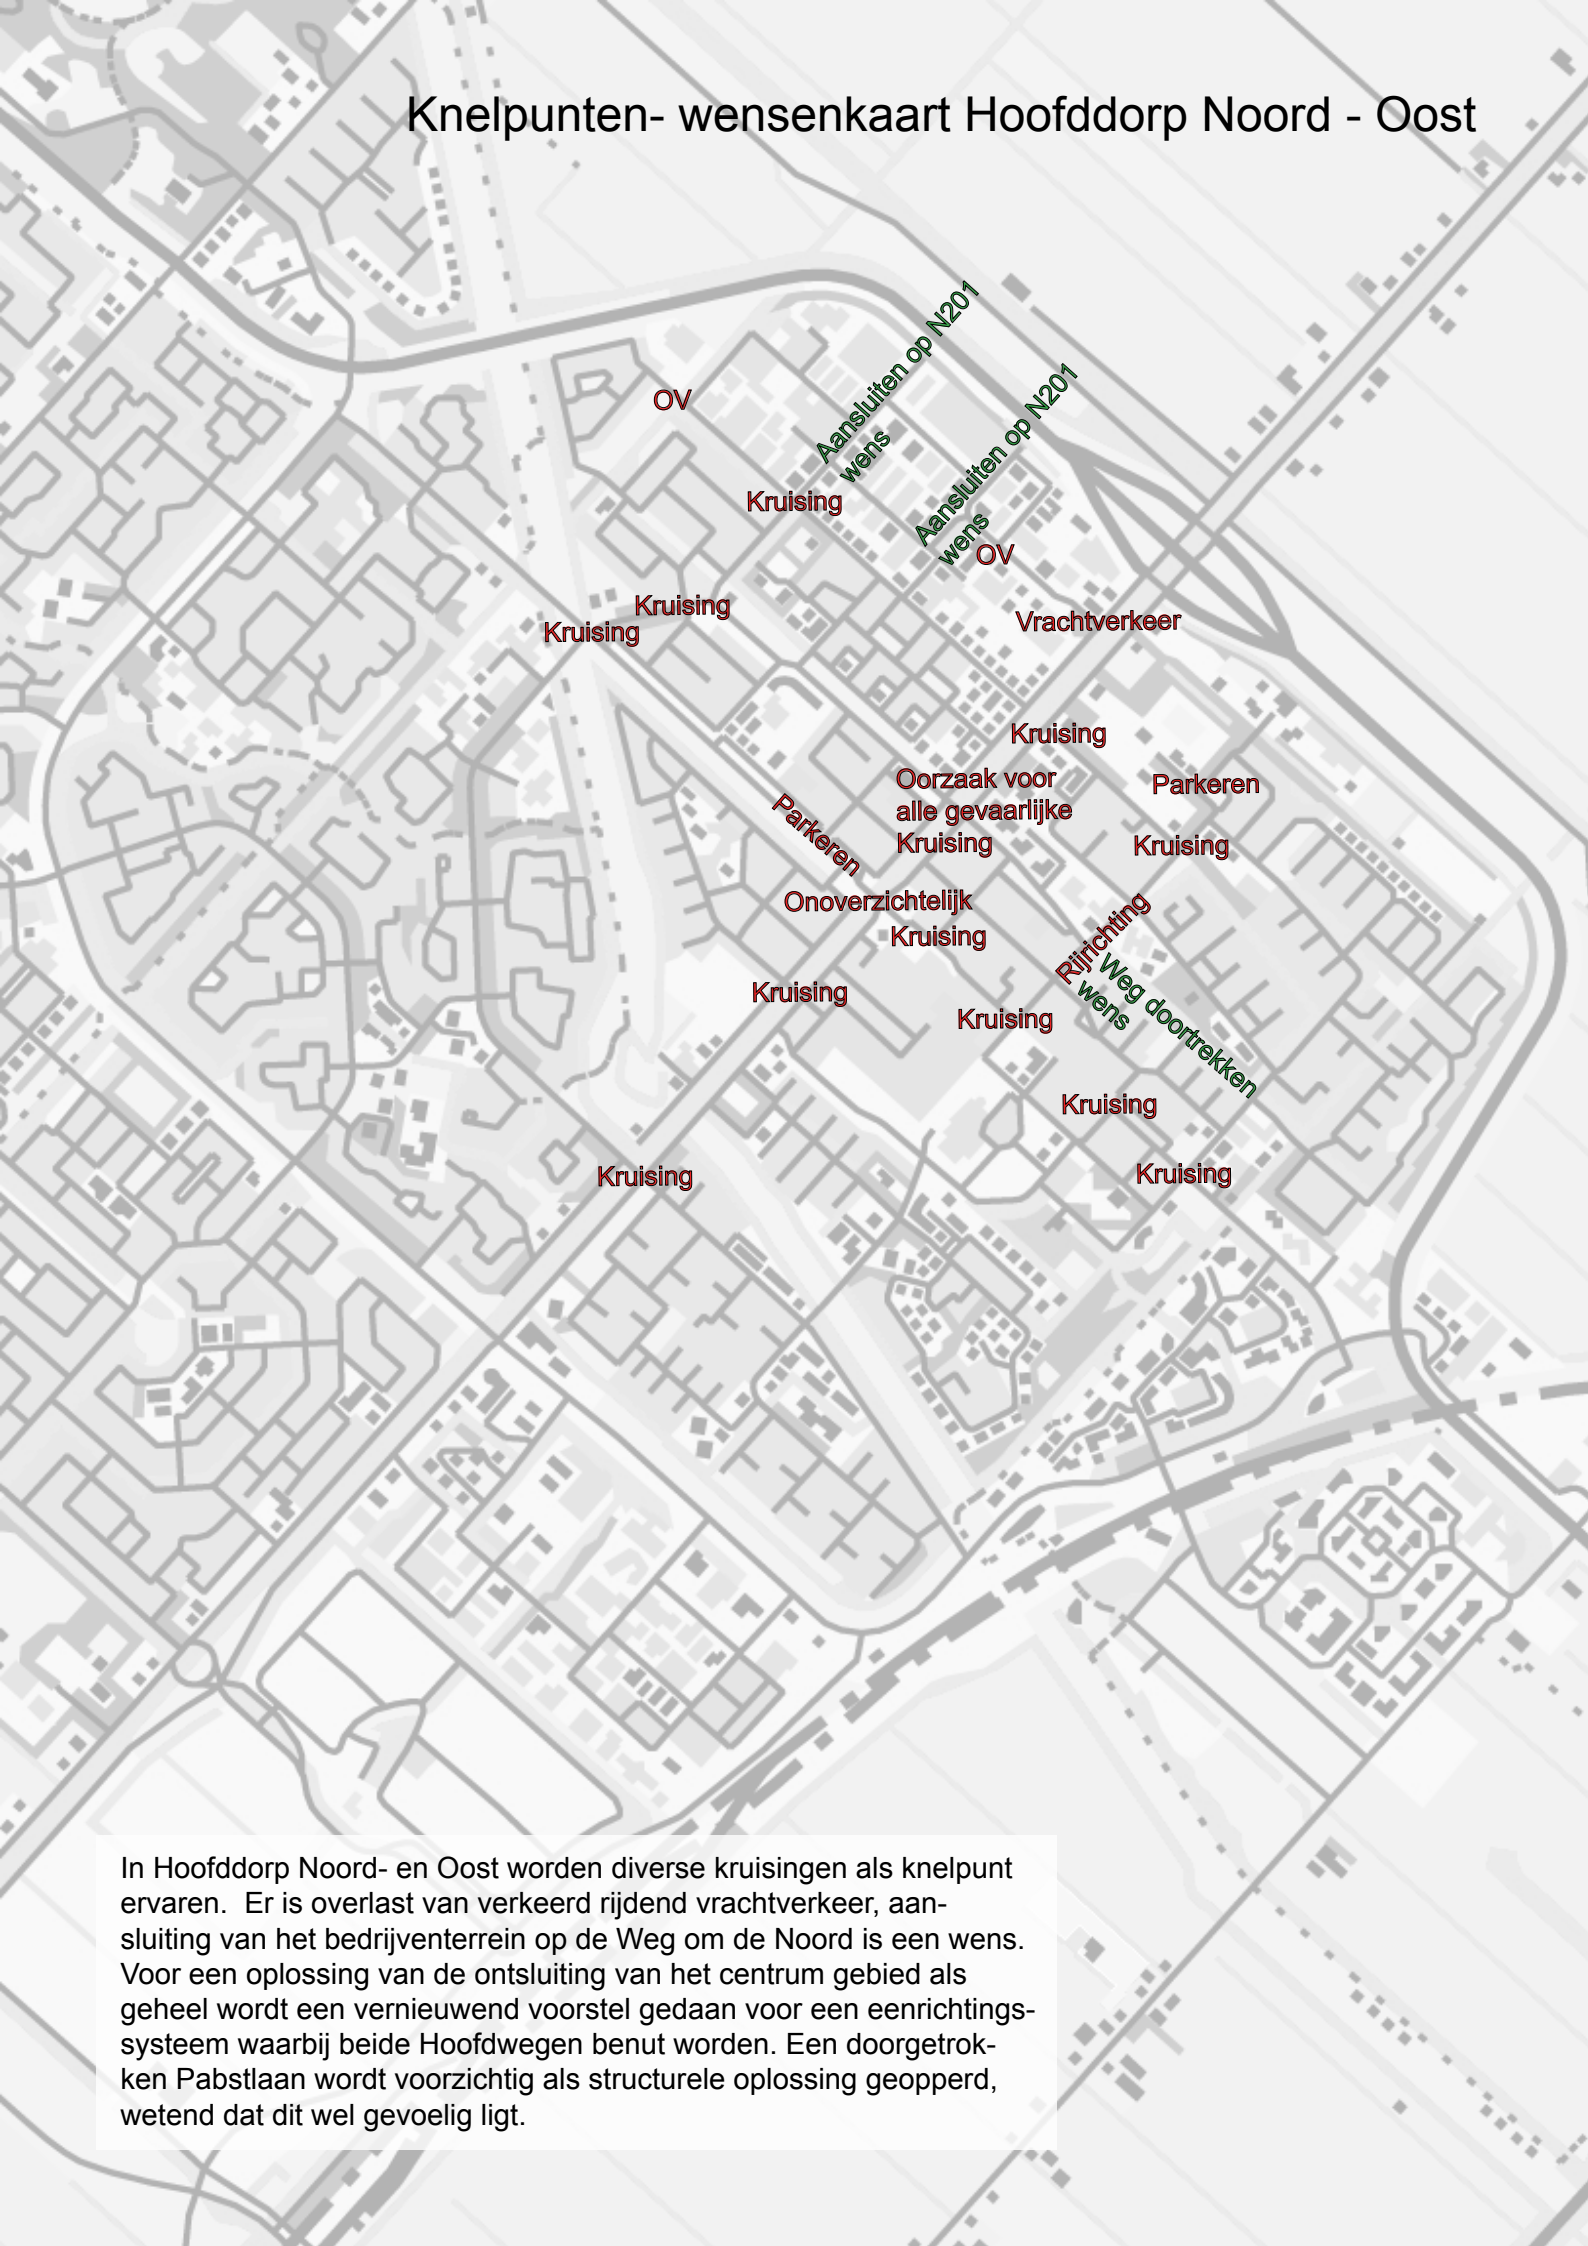 Knelpunten- wensenkaart Hoofddorp Noord - Oost
Aansluiten op N201
wens
Aansluiten op N201
wens
OV
Kruising
OV
Kruising
Kruising
Vrachtverkeer
Kruising
Oorzaak voor
alle gevaarlijke
Kruising
Parkeren
Parkeren
Kruising
Onoverzichtelijk
Kruising
Rijrichting
Weg doortrekken
wens
Kruising
Kruising
Kruising
Kruising
Kruising
In Hoofddorp Noord- en Oost worden diverse kruisingen als knelpunt
ervaren.  Er is overlast van verkeerd rijdend vrachtverkeer, aan-
sluiting van het bedrijventerrein op de Weg om de Noord is een wens.
Voor een oplossing van de ontsluiting van het centrum gebied als
geheel wordt een vernieuwend voorstel gedaan voor een eenrichtings-
systeem waarbij beide Hoofdwegen benut worden. Een doorgetrok-
ken Pabstlaan wordt voorzichtig als structurele oplossing geopperd,
wetend dat dit wel gevoelig ligt.